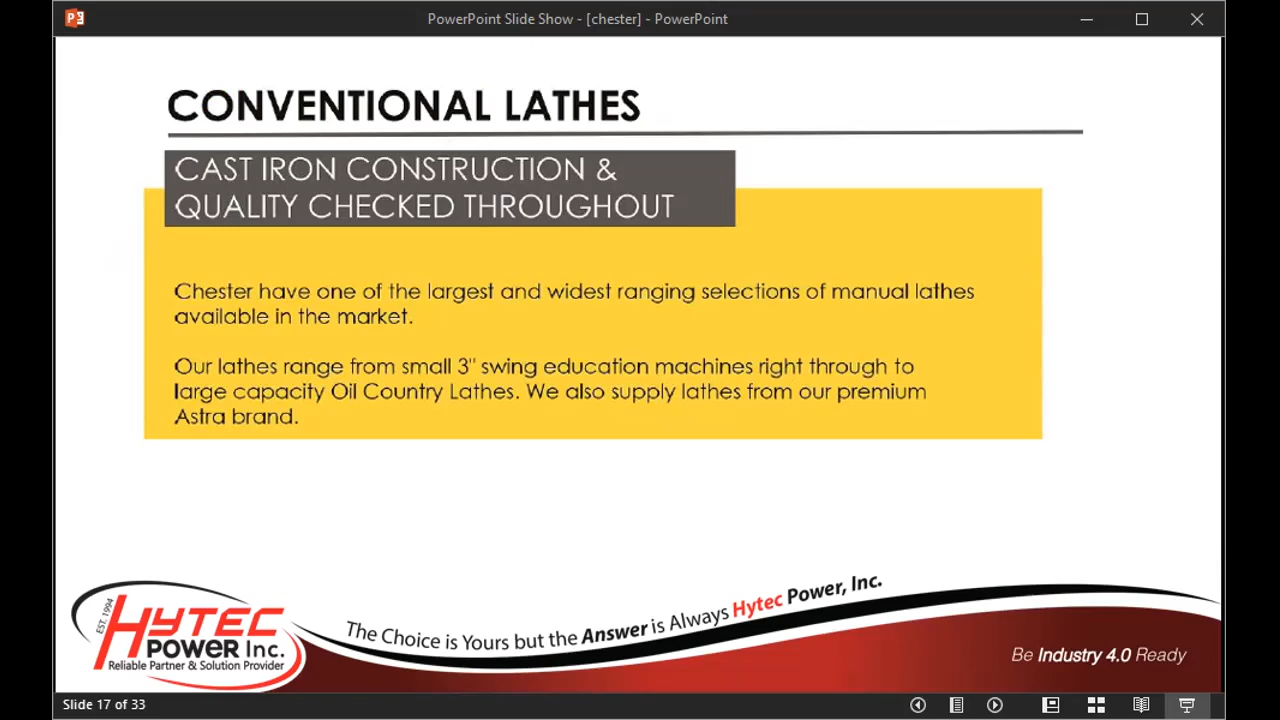 PowerPoint Slide Show - [chester] - PowerPoint
CONVENTIONAL LATHES
CAST IRON CONSTRUCTION &
QUALITY CHECKED THROUGHOUT
Chester have one of the largest and widest ranging selections of manual lathes
available in the market.
Our lathes range from small 3" swing education machines right through to
large capacity Oil Country Lathes. We also supply lathes from our premium
Astra brand.
EST. 1994
HYTEC
POWER Inc.
Reliable Partner & Solution Provider
The Choice is Yours but the Answer is Always Hytec Power, Inc.
Be Industry 4.0 Ready
Slide 17 of 33